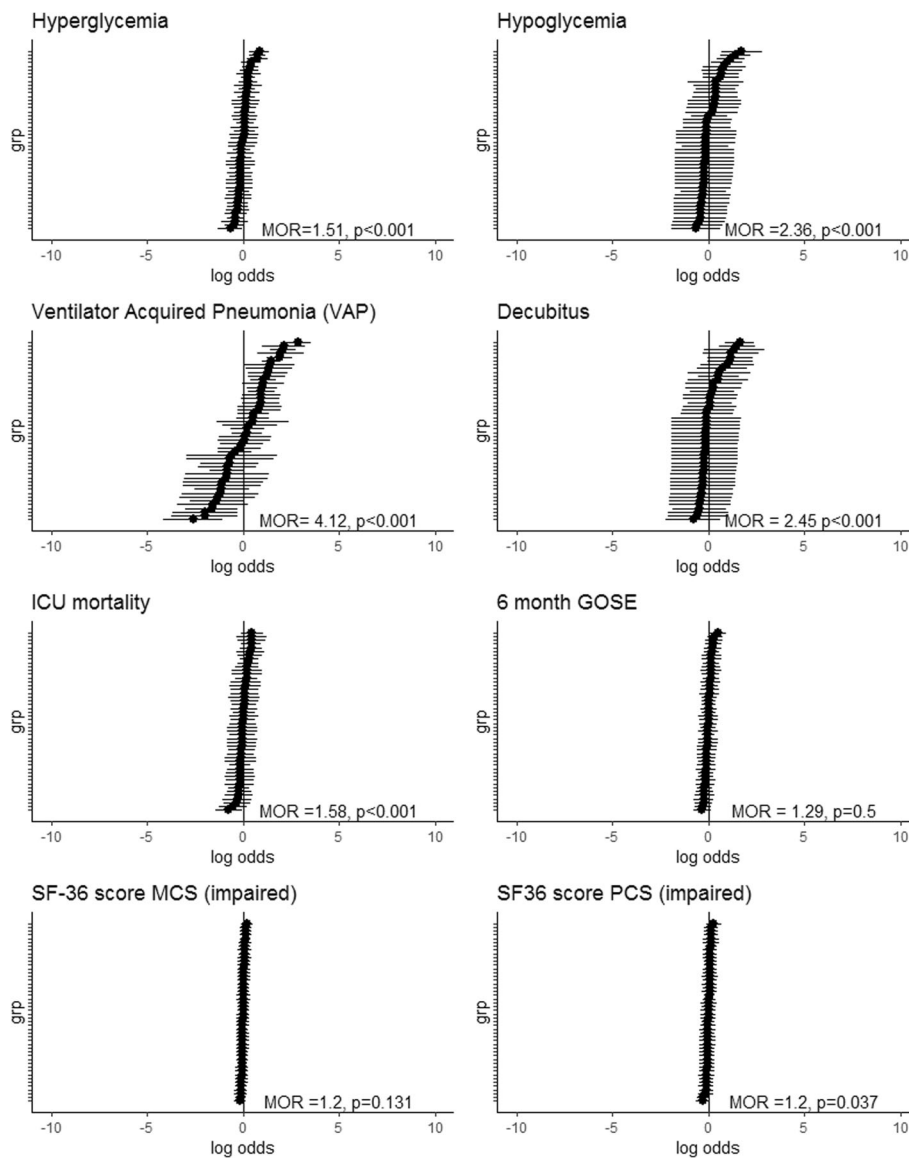 Hyperglycemia
grp
MOR=1.51, p<0.001
-10 -5 0 5 10
log odds
Hypoglycemia
grp
MOR =2.36, p<0.001
-10 -5 0 5 10
log odds
Ventilator Acquired Pneumonia (VAP)
grp
MOR= 4.12, p<0.001
-10 -5 0 5 10
log odds
Decubitus
grp
MOR = 2.45 p<0.001
-10 -5 0 5 10
log odds
ICU mortality
grp
MOR =1.58, p<0.001
-10 -5 0 5 10
log odds
6 month GOSE
grp
MOR = 1.29, p=0.5
-10 -5 0 5 10
log odds
SF-36 score MCS (impaired)
grp
MOR =1.2, p=0.131
-10 -5 0 5 10
log odds
SF36 score PCS (impaired)
grp
MOR =1.2, p=0.037
-10 -5 0 5 10
log odds